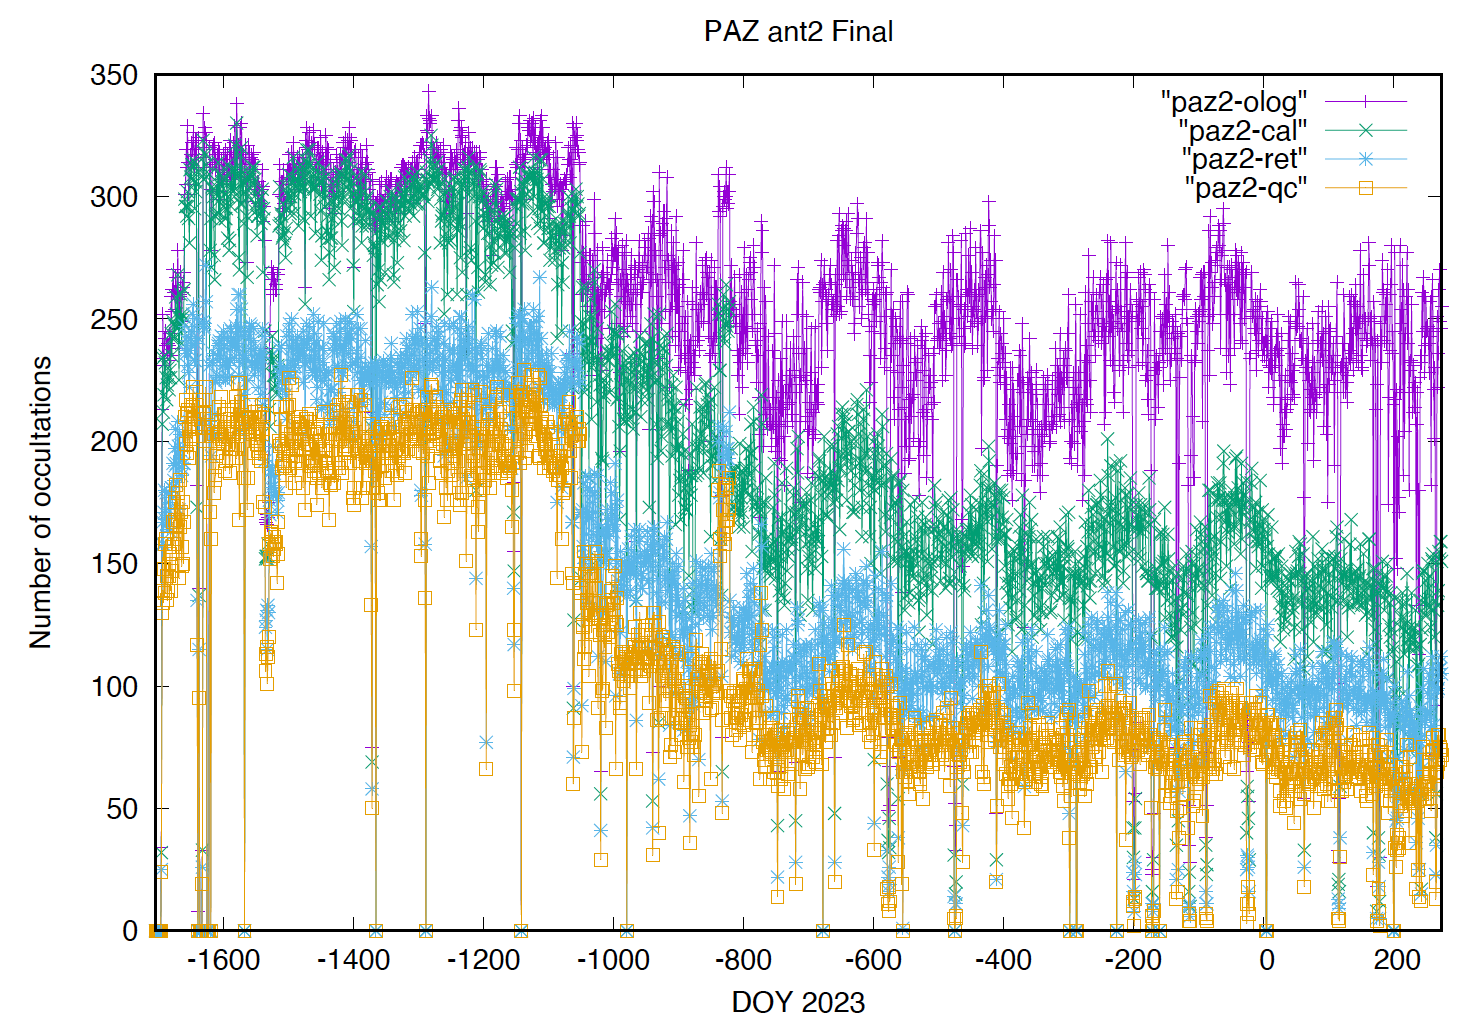 PAZ ant2 Final
350
300
250
200
150
100
50
0
Number of occultations
"paz2-olog"
"paz2-cal"
"paz2-ret"
"paz2-qc"
-1600 -1400 -1200 -1000 -800 -600 -400 -200 0 200
DOY 2023